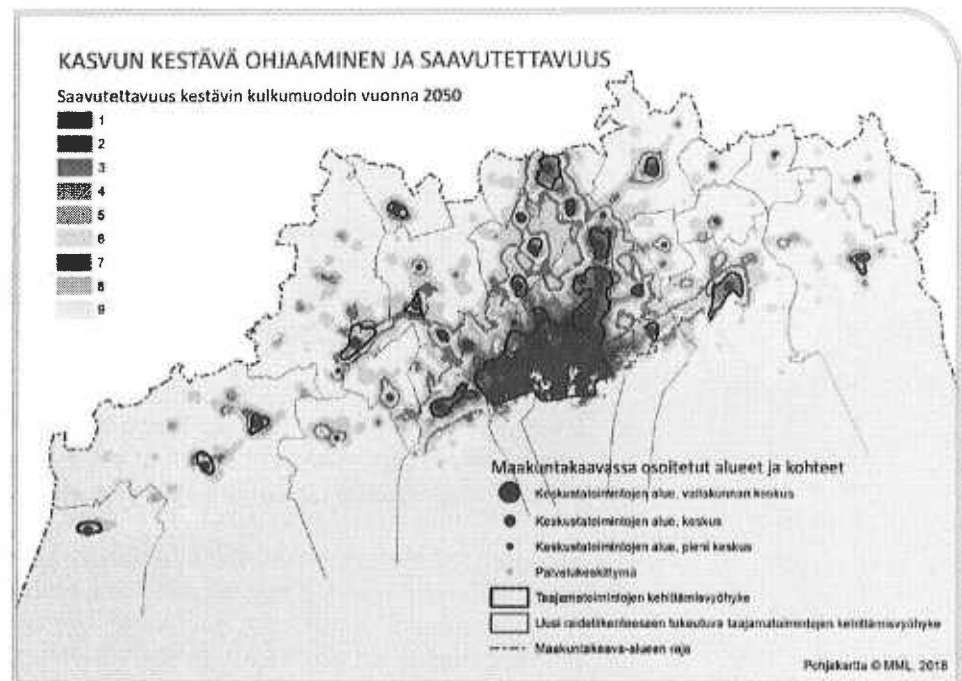 KASVUN KESTÄVÄ OHJAAMINEN JA SAAVUTETTAVUUS
Saavutettavuus kestävin kulkumuodoin vuonna 2050
1
2
3
4
5
6
7
8
9
Maakuntakaavassa osoitetut alueet ja kohteet
Keskustatoimintojen alue, valtakunnan keskus
Keskustatoimintojen alue, keskus
Keskustatoimintojen alue, pieni keskus
Palvelukeskittymä
Taajamatoimintojen kehittämisvyöhyke
Uusi raideliikenteeseen tukeutuva taajamatoimintojen kehittämisvyöhyke
Maakuntakaava-alueen raja
Pohjakartta © MML, 2018